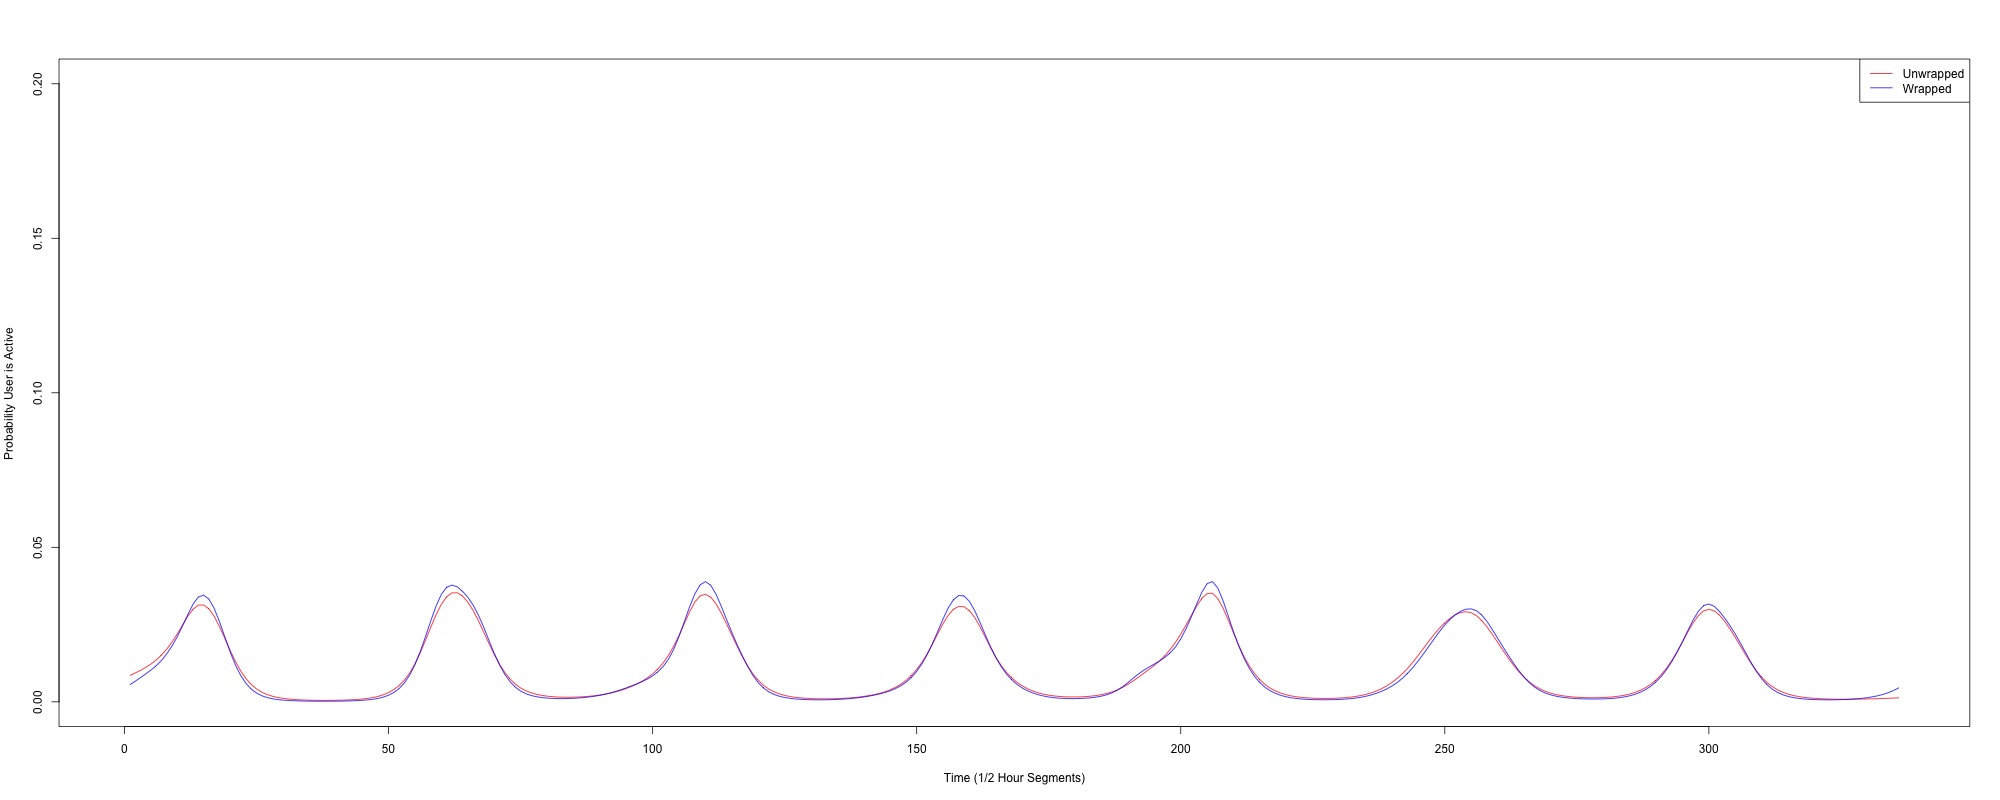 Unwrapped
Wrapped
Probability User is Active
0.20
0.15
0.10
0.05
0.00
0 50 100 150 200 250 300
Time (1/2 Hour Segments)